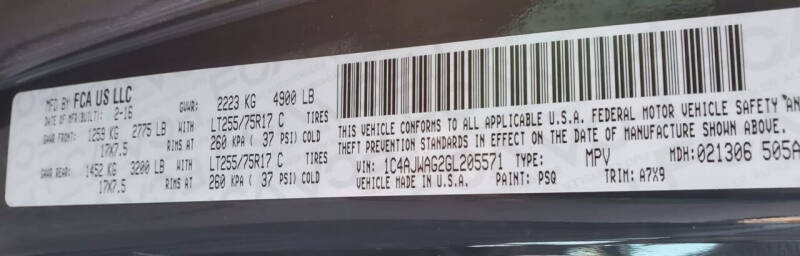 MFD BY FCA US LLC
DATE OF MFR(BUILT): 2-16 GVWR: 2223 KG 4900 LB
GAWR FRONT: 1259 KG 2775 LB WITH LT255/75R17 C TIRES
17X7.5 RIMS AT 260 KPA ( 37 PSI) COLD
GAWR REAR: 1452 KG 3200 LB WITH LT255/75R17 C TIRES
17X7.5 RIMS AT 260 KPA ( 37 PSI) COLD
THIS VEHICLE CONFORMS TO ALL APPLICABLE U.S.A. FEDERAL MOTOR VEHICLE SAFETY AN
THEFT PREVENTION STANDARDS IN EFFECT ON THE DATE OF MANUFACTURE SHOWN ABOVE.
VIN: 1C4AJWAG2GL205571 TYPE: MPV MDH:021306 505A
VEHICLE MADE IN U.S.A. PAINT: PSQ TRIM: A7X9